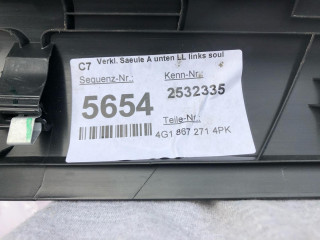 C7 Verkl. Saeule A unten LL links soul
Sequenz-Nr.: Kenn-Nr.:
5654 2532335
Teile-Nr.:
4G1 867 271 4PK